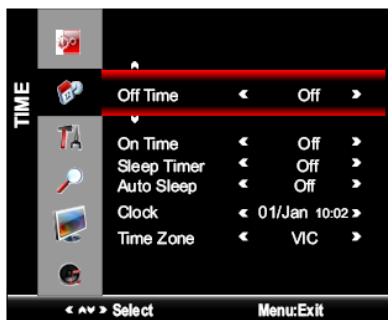 TIME
Off Time Off
On Time Off
Sleep Timer Off
Auto Sleep Off
Clock 01/Jan 10:02
Time Zone VIC
Select Menu:Exit